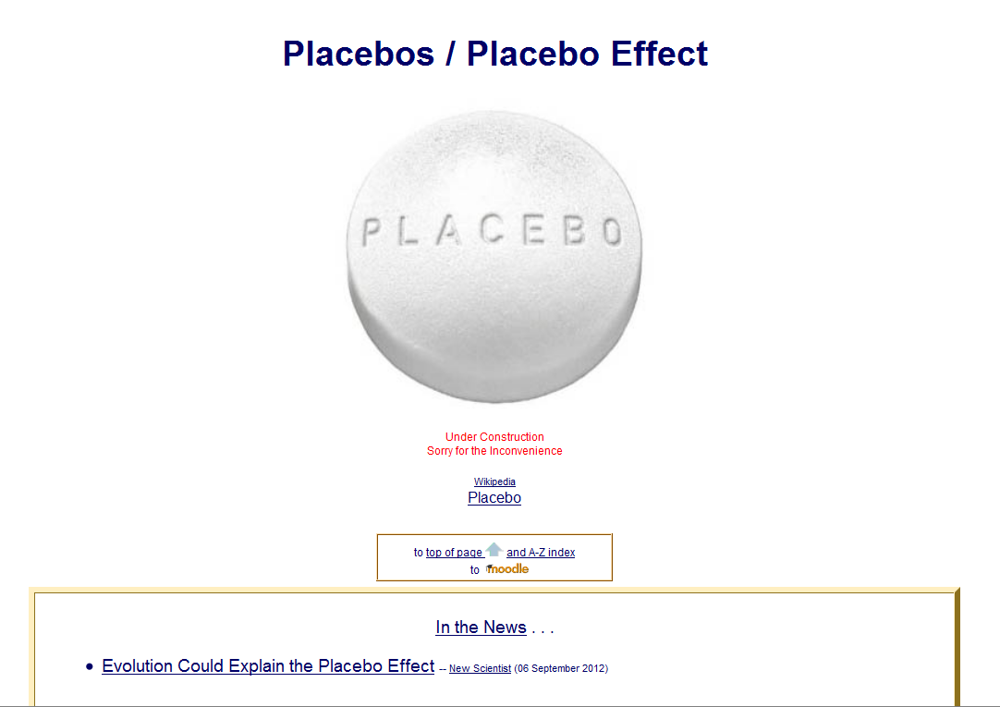 Placebos / Placebo Effect
PLACEBO
Under Construction
Sorry for the Inconvenience
Wikipedia
Placebo
to top of page and A-Z index
to moodle
In the News . . .
• Evolution Could Explain the Placebo Effect -- New Scientist (06 September 2012)